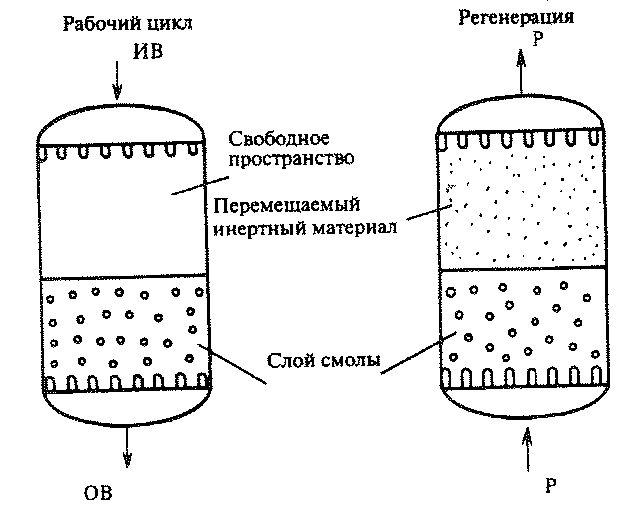 Рабочий цикл
ИВ
Регенерация
Р
Свободное
пространство
Перемещаемый
инертный материал
Слой смолы
ОВ
Р